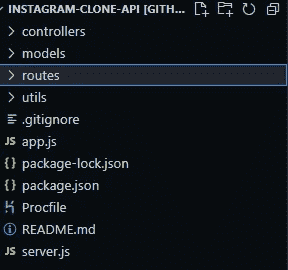 INSTAGRAM-CLONE-API [GITH...
controllers
models
routes
utils
.gitignore
JS app.js
{} package-lock.json
{} package.json
Procfile
README.md
JS server.js